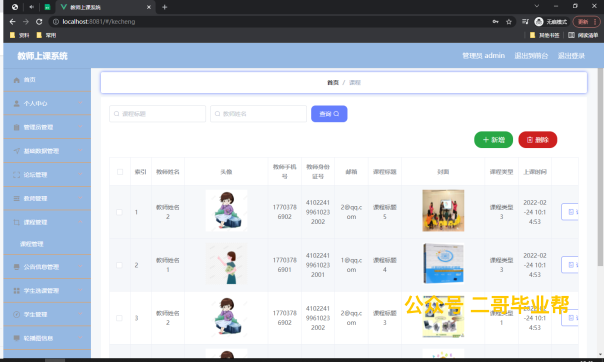 教师上课系统
localhost:8081/#/kecheng
无痕模式
更新
资料
常用
其他书签
阅读清单
教师上课系统
管理员 admin
退出到前台
退出登录
首页
个人中心
管理员管理
基础数据管理
论坛管理
教师管理
课程管理
课程管理
公告信息管理
学生选课管理
学生管理
轮播图信息
首页 / 课程
课程标题
教师姓名
查询
+ 新增
删除
索引 教师姓名 头像 教师手机号 教师身份证号 邮箱 课程标题 封面 课程类型 上课时间
1 教师姓名2 17703786902 410224199610232002 2@qq.com 课程标题5 课程类型3 2022-02-24 10:14:53
2 教师姓名1 17703786901 410224199610232001 1@qq.com 课程标题4 课程类型3 2022-02-24 10:14:53
3 教师姓名2 17703786902 410224199610232002 2@qq.com 课程标题3 课程类型1 2022-02-24 10:14:53
公众号 二哥毕业帮